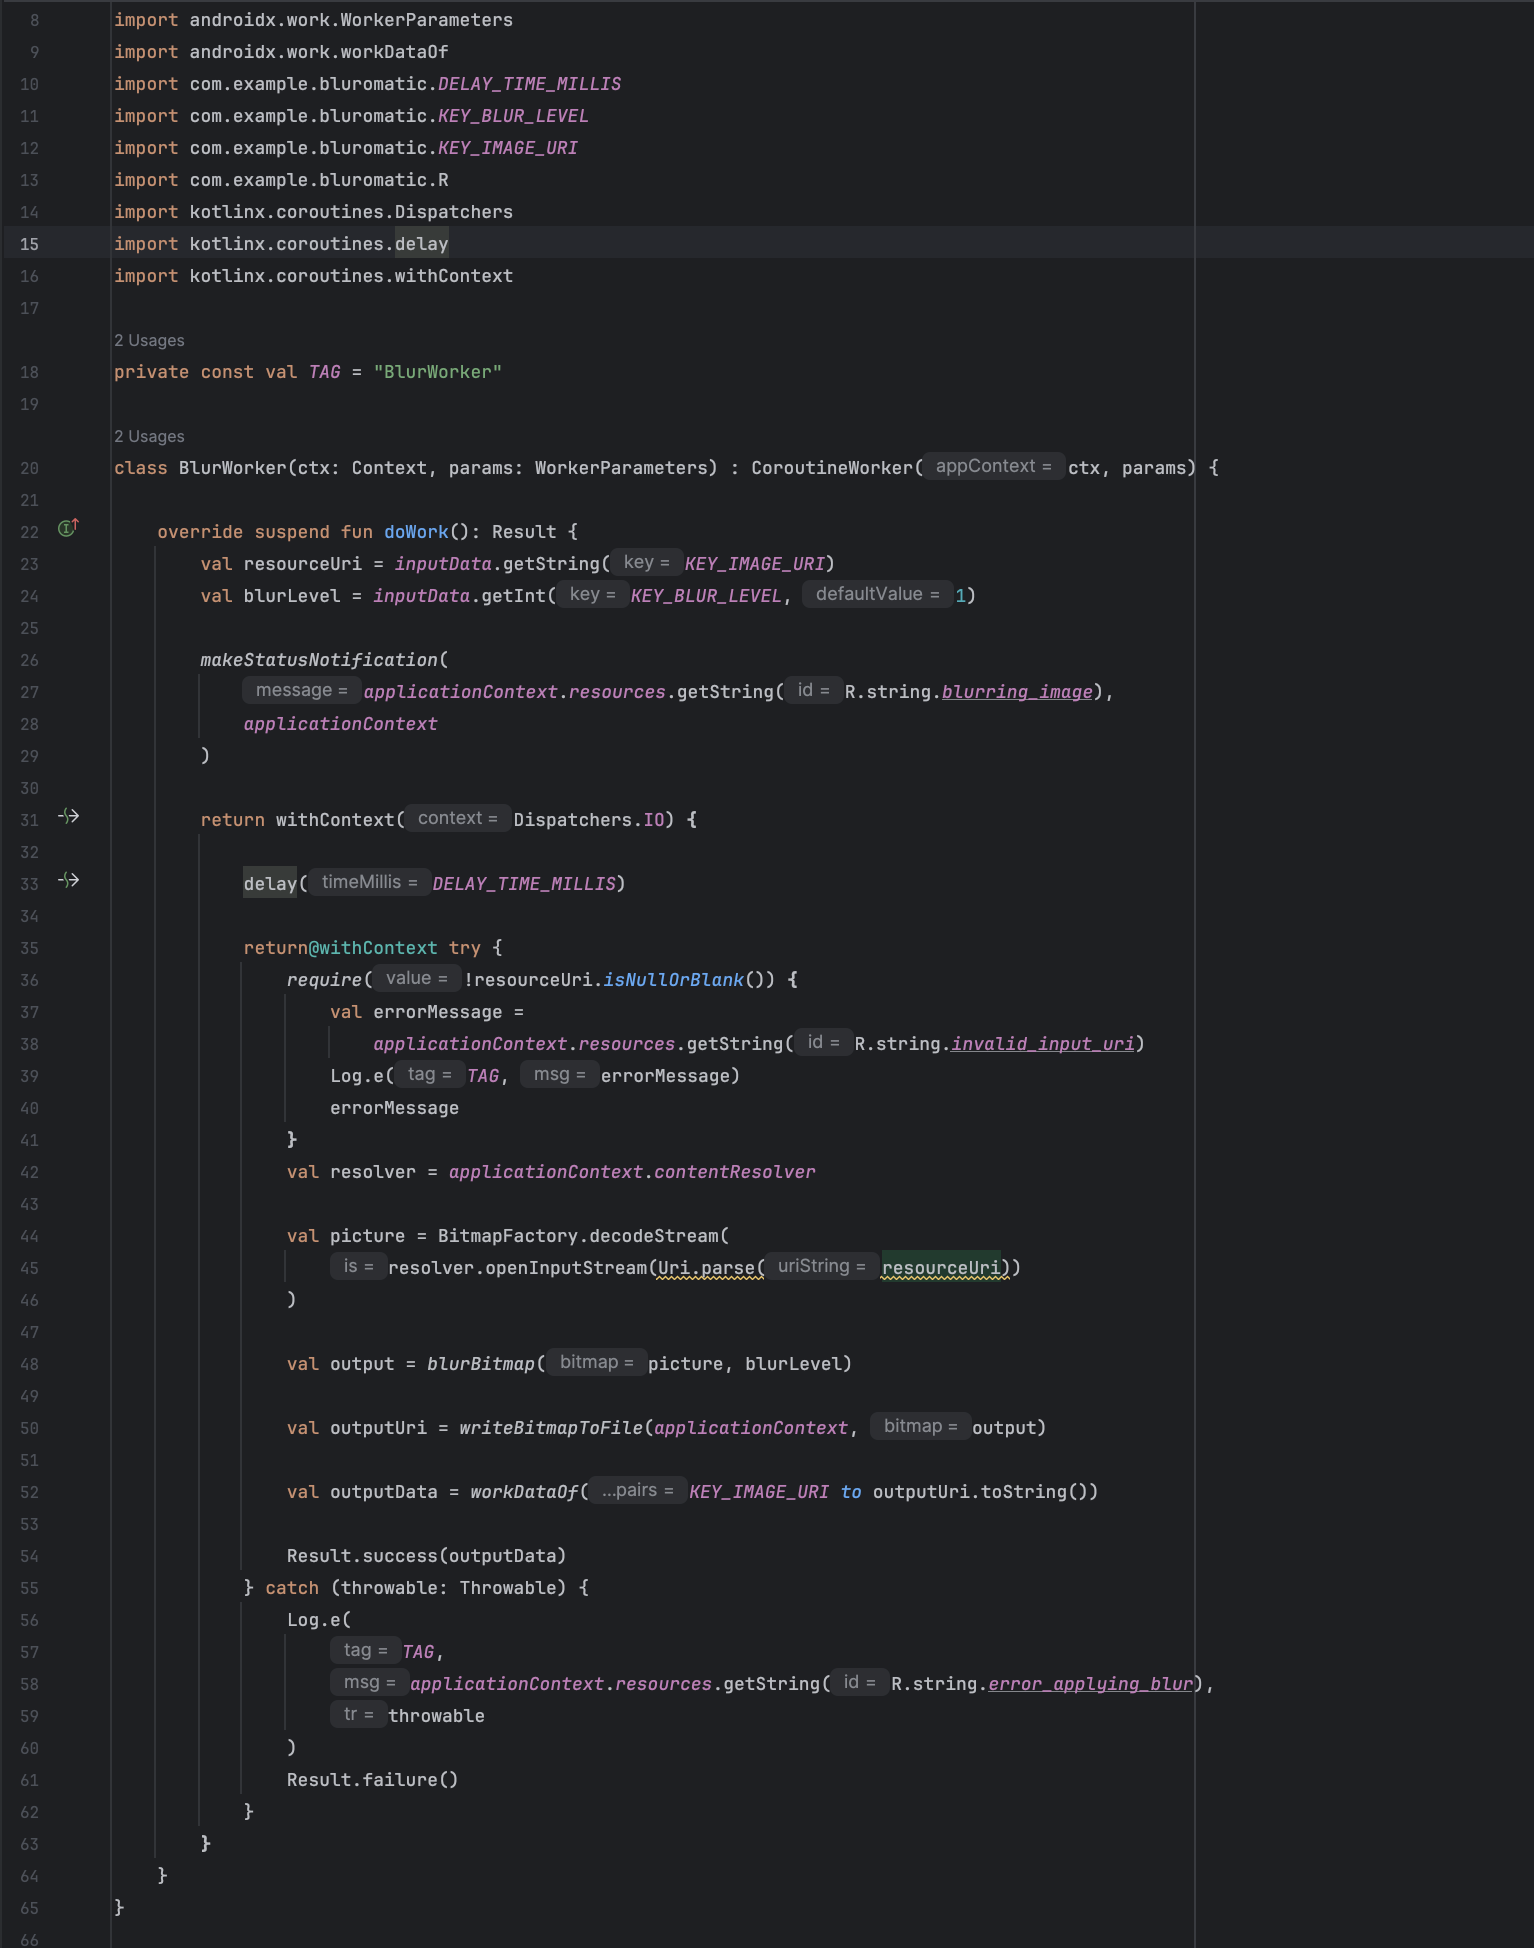 8 import androidx.work.WorkerParameters
9 import androidx.work.workDataOf
10 import com.example.bluromatic.DELAY_TIME_MILLIS
11 import com.example.bluromatic.KEY_BLUR_LEVEL
12 import com.example.bluromatic.KEY_IMAGE_URI
13 import com.example.bluromatic.R
14 import kotlinx.coroutines.Dispatchers
15 import kotlinx.coroutines.delay
16 import kotlinx.coroutines.withContext
17
2 Usages
18 private const val TAG = "BlurWorker"
19
2 Usages
20 class BlurWorker(ctx: Context, params: WorkerParameters) : CoroutineWorker( appContext = ctx, params) {
21
22     override suspend fun doWork(): Result {
23         val resourceUri = inputData.getString( key = KEY_IMAGE_URI)
24         val blurLevel = inputData.getInt( key = KEY_BLUR_LEVEL, defaultValue = 1)
25
26         makeStatusNotification(
27             message = applicationContext.resources.getString( id = R.string.blurring_image),
28             applicationContext
29         )
30
31         return withContext( context = Dispatchers.IO) {
32
33             delay( timeMillis = DELAY_TIME_MILLIS)
34
35             return@withContext try {
36                 require( value = !resourceUri.isNullOrBlank()) {
37                     val errorMessage =
38                         applicationContext.resources.getString( id = R.string.invalid_input_uri)
39                     Log.e( tag = TAG, msg = errorMessage)
40                     errorMessage
41                 }
42                 val resolver = applicationContext.contentResolver
43
44                 val picture = BitmapFactory.decodeStream(
45                     is = resolver.openInputStream(Uri.parse( uriString = resourceUri))
46                 )
47
48                 val output = blurBitmap( bitmap = picture, blurLevel)
49
50                 val outputUri = writeBitmapToFile(applicationContext, bitmap = output)
51
52                 val outputData = workDataOf( ...pairs = KEY_IMAGE_URI to outputUri.toString())
53
54                 Result.success(outputData)
55             } catch (throwable: Throwable) {
56                 Log.e(
57                     tag = TAG,
58                     msg = applicationContext.resources.getString( id = R.string.error_applying_blur),
59                     tr = throwable
60                 )
61                 Result.failure()
62             }
63         }
64     }
65 }
66